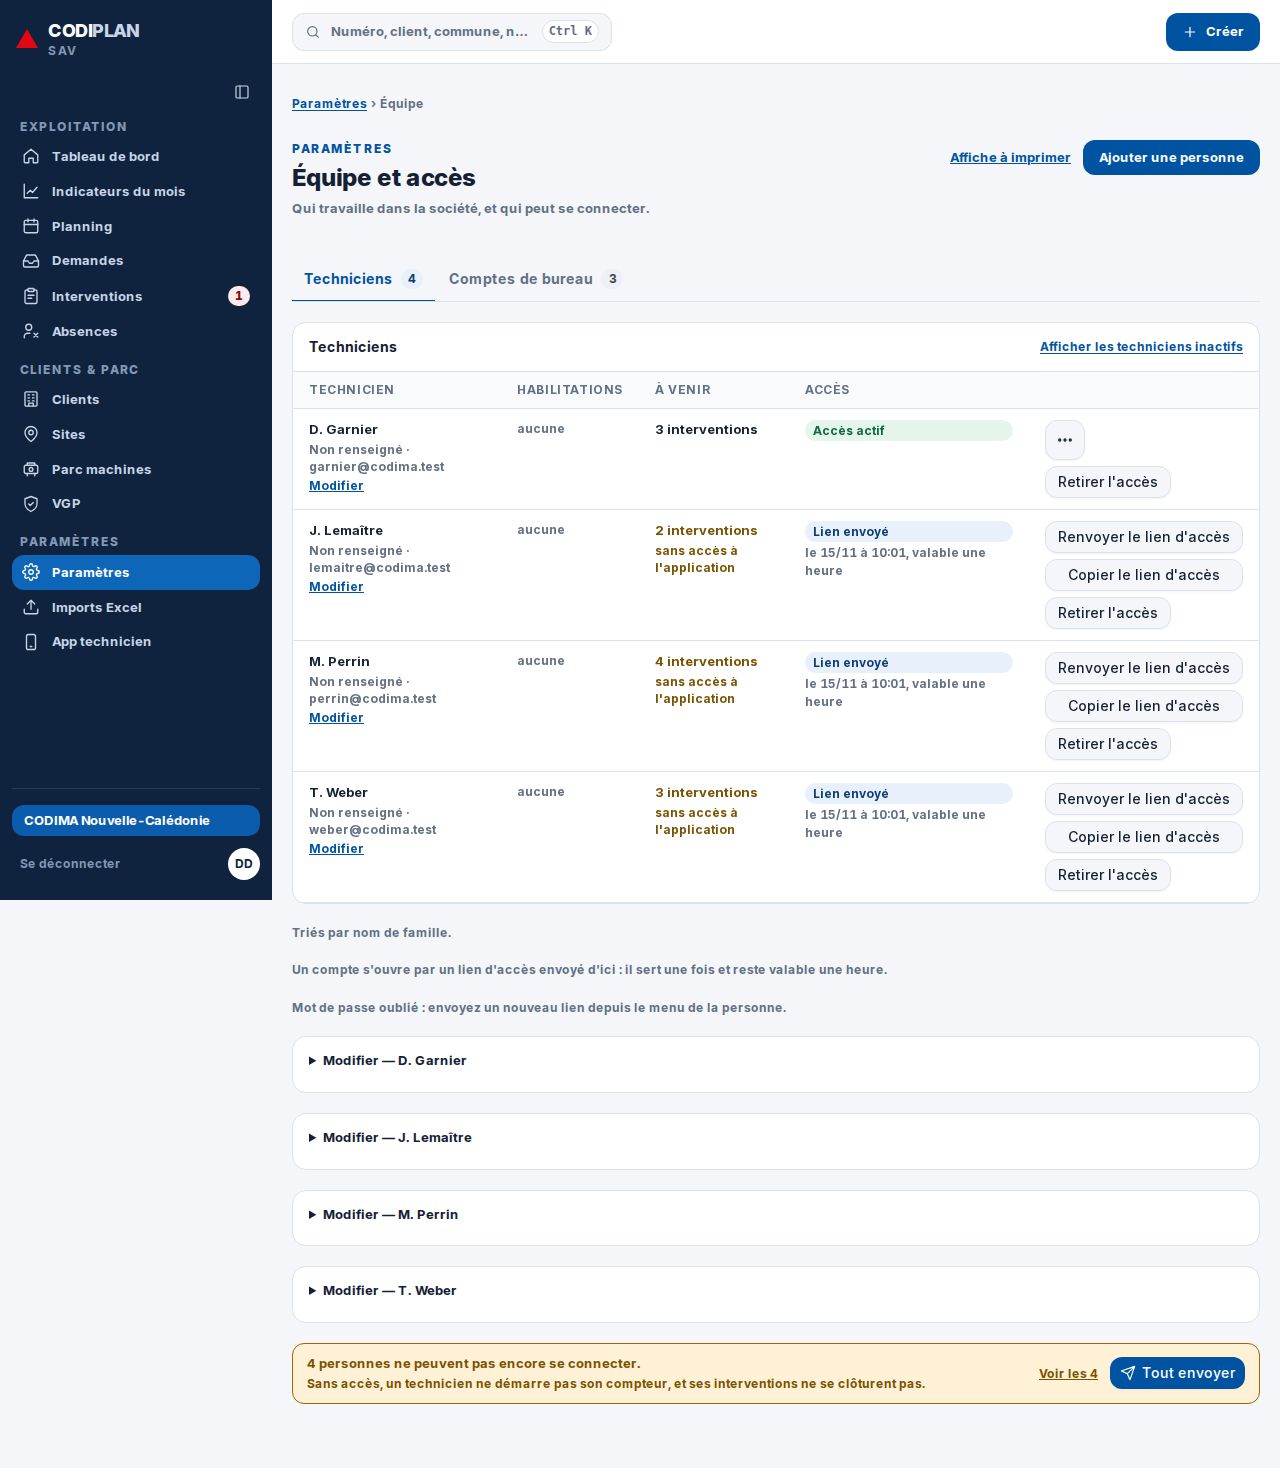 CODIPLAN
SAV
EXPLOITATION
Tableau de bord
Indicateurs du mois
Planning
Demandes
Interventions 1
Absences
CLIENTS & PARC
Clients
Sites
Parc machines
VGP
PARAMÈTRES
Paramètres
Imports Excel
App technicien
CODIMA Nouvelle-Calédonie
Se déconnecter DD
Numéro, client, commune, n… Ctrl K
Créer
Paramètres › Équipe
PARAMÈTRES
Équipe et accès
Qui travaille dans la société, et qui peut se connecter.
Affiche à imprimer Ajouter une personne
Techniciens 4 Comptes de bureau 3
Techniciens Afficher les techniciens inactifs
TECHNICIEN HABILITATIONS À VENIR ACCÈS
D. Garnier aucune 3 interventions Accès actif ···
Non renseigné ·
garnier@codima.test
Modifier
Retirer l'accès
J. Lemaître aucune 2 interventions Lien envoyé Renvoyer le lien d'accès
Non renseigné · sans accès à le 15/11 à 10:01, valable une
lemaitre@codima.test l'application heure
Modifier
Copier le lien d'accès
Retirer l'accès
M. Perrin aucune 4 interventions Lien envoyé Renvoyer le lien d'accès
Non renseigné · sans accès à le 15/11 à 10:01, valable une
perrin@codima.test l'application heure
Modifier
Copier le lien d'accès
Retirer l'accès
T. Weber aucune 3 interventions Lien envoyé Renvoyer le lien d'accès
Non renseigné · sans accès à le 15/11 à 10:01, valable une
weber@codima.test l'application heure
Modifier
Copier le lien d'accès
Retirer l'accès
Triés par nom de famille.
Un compte s'ouvre par un lien d'accès envoyé d'ici : il sert une fois et reste valable une heure.
Mot de passe oublié : envoyez un nouveau lien depuis le menu de la personne.
Modifier — D. Garnier
Modifier — J. Lemaître
Modifier — M. Perrin
Modifier — T. Weber
4 personnes ne peuvent pas encore se connecter.
Sans accès, un technicien ne démarre pas son compteur, et ses interventions ne se clôturent pas.
Voir les 4 Tout envoyer